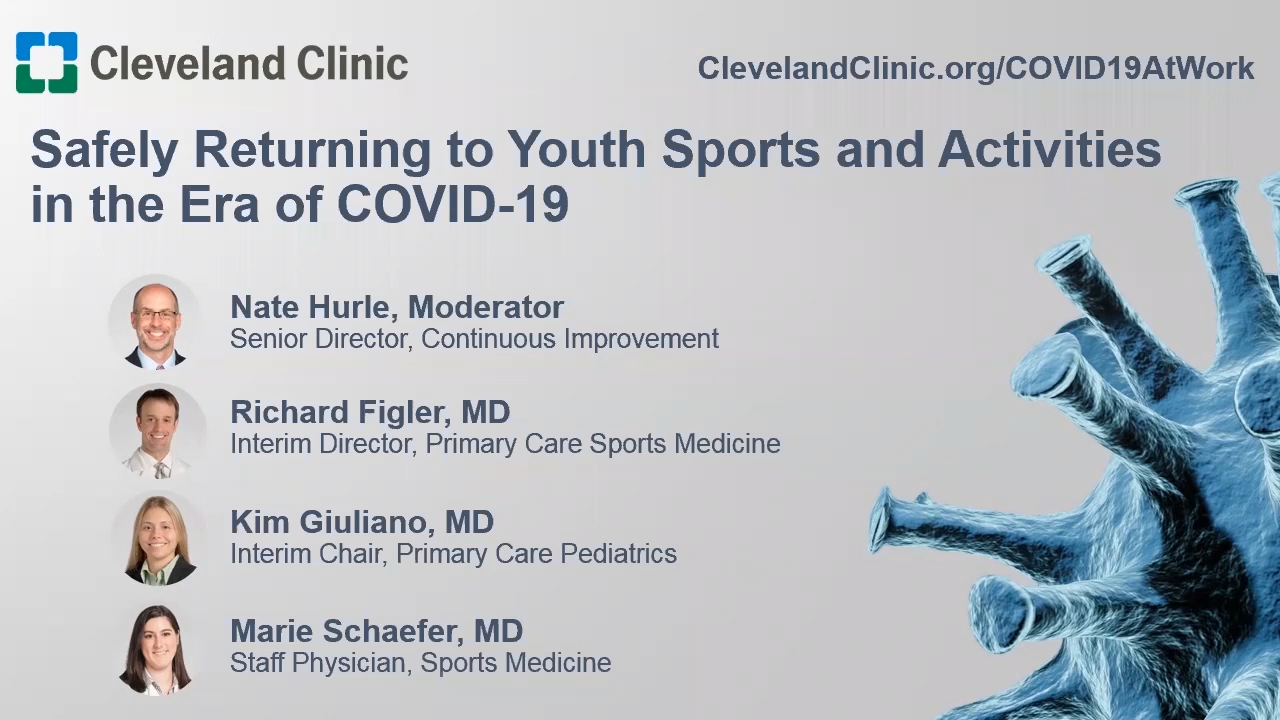 Cleveland Clinic
ClevelandClinic.org/COVID19AtWork
Safely Returning to Youth Sports and Activities
in the Era of COVID-19
Nate Hurle, Moderator
Senior Director, Continuous Improvement
Richard Figler, MD
Interim Director, Primary Care Sports Medicine
Kim Giuliano, MD
Interim Chair, Primary Care Pediatrics
Marie Schaefer, MD
Staff Physician, Sports Medicine